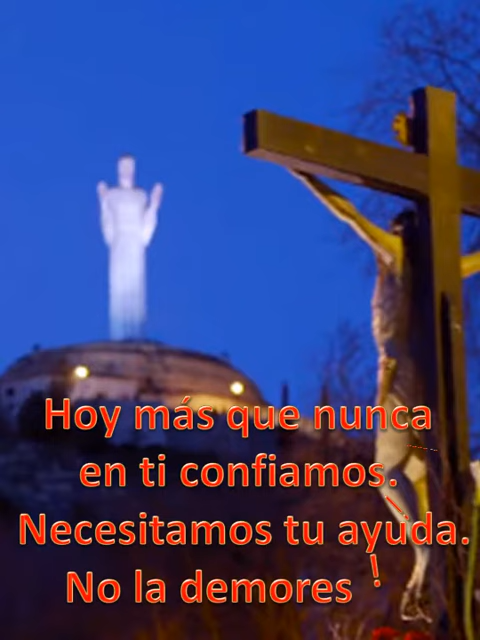 Hoy más que nunca
en ti confiamos.
Necesitamos tu ayuda.
No la demores !